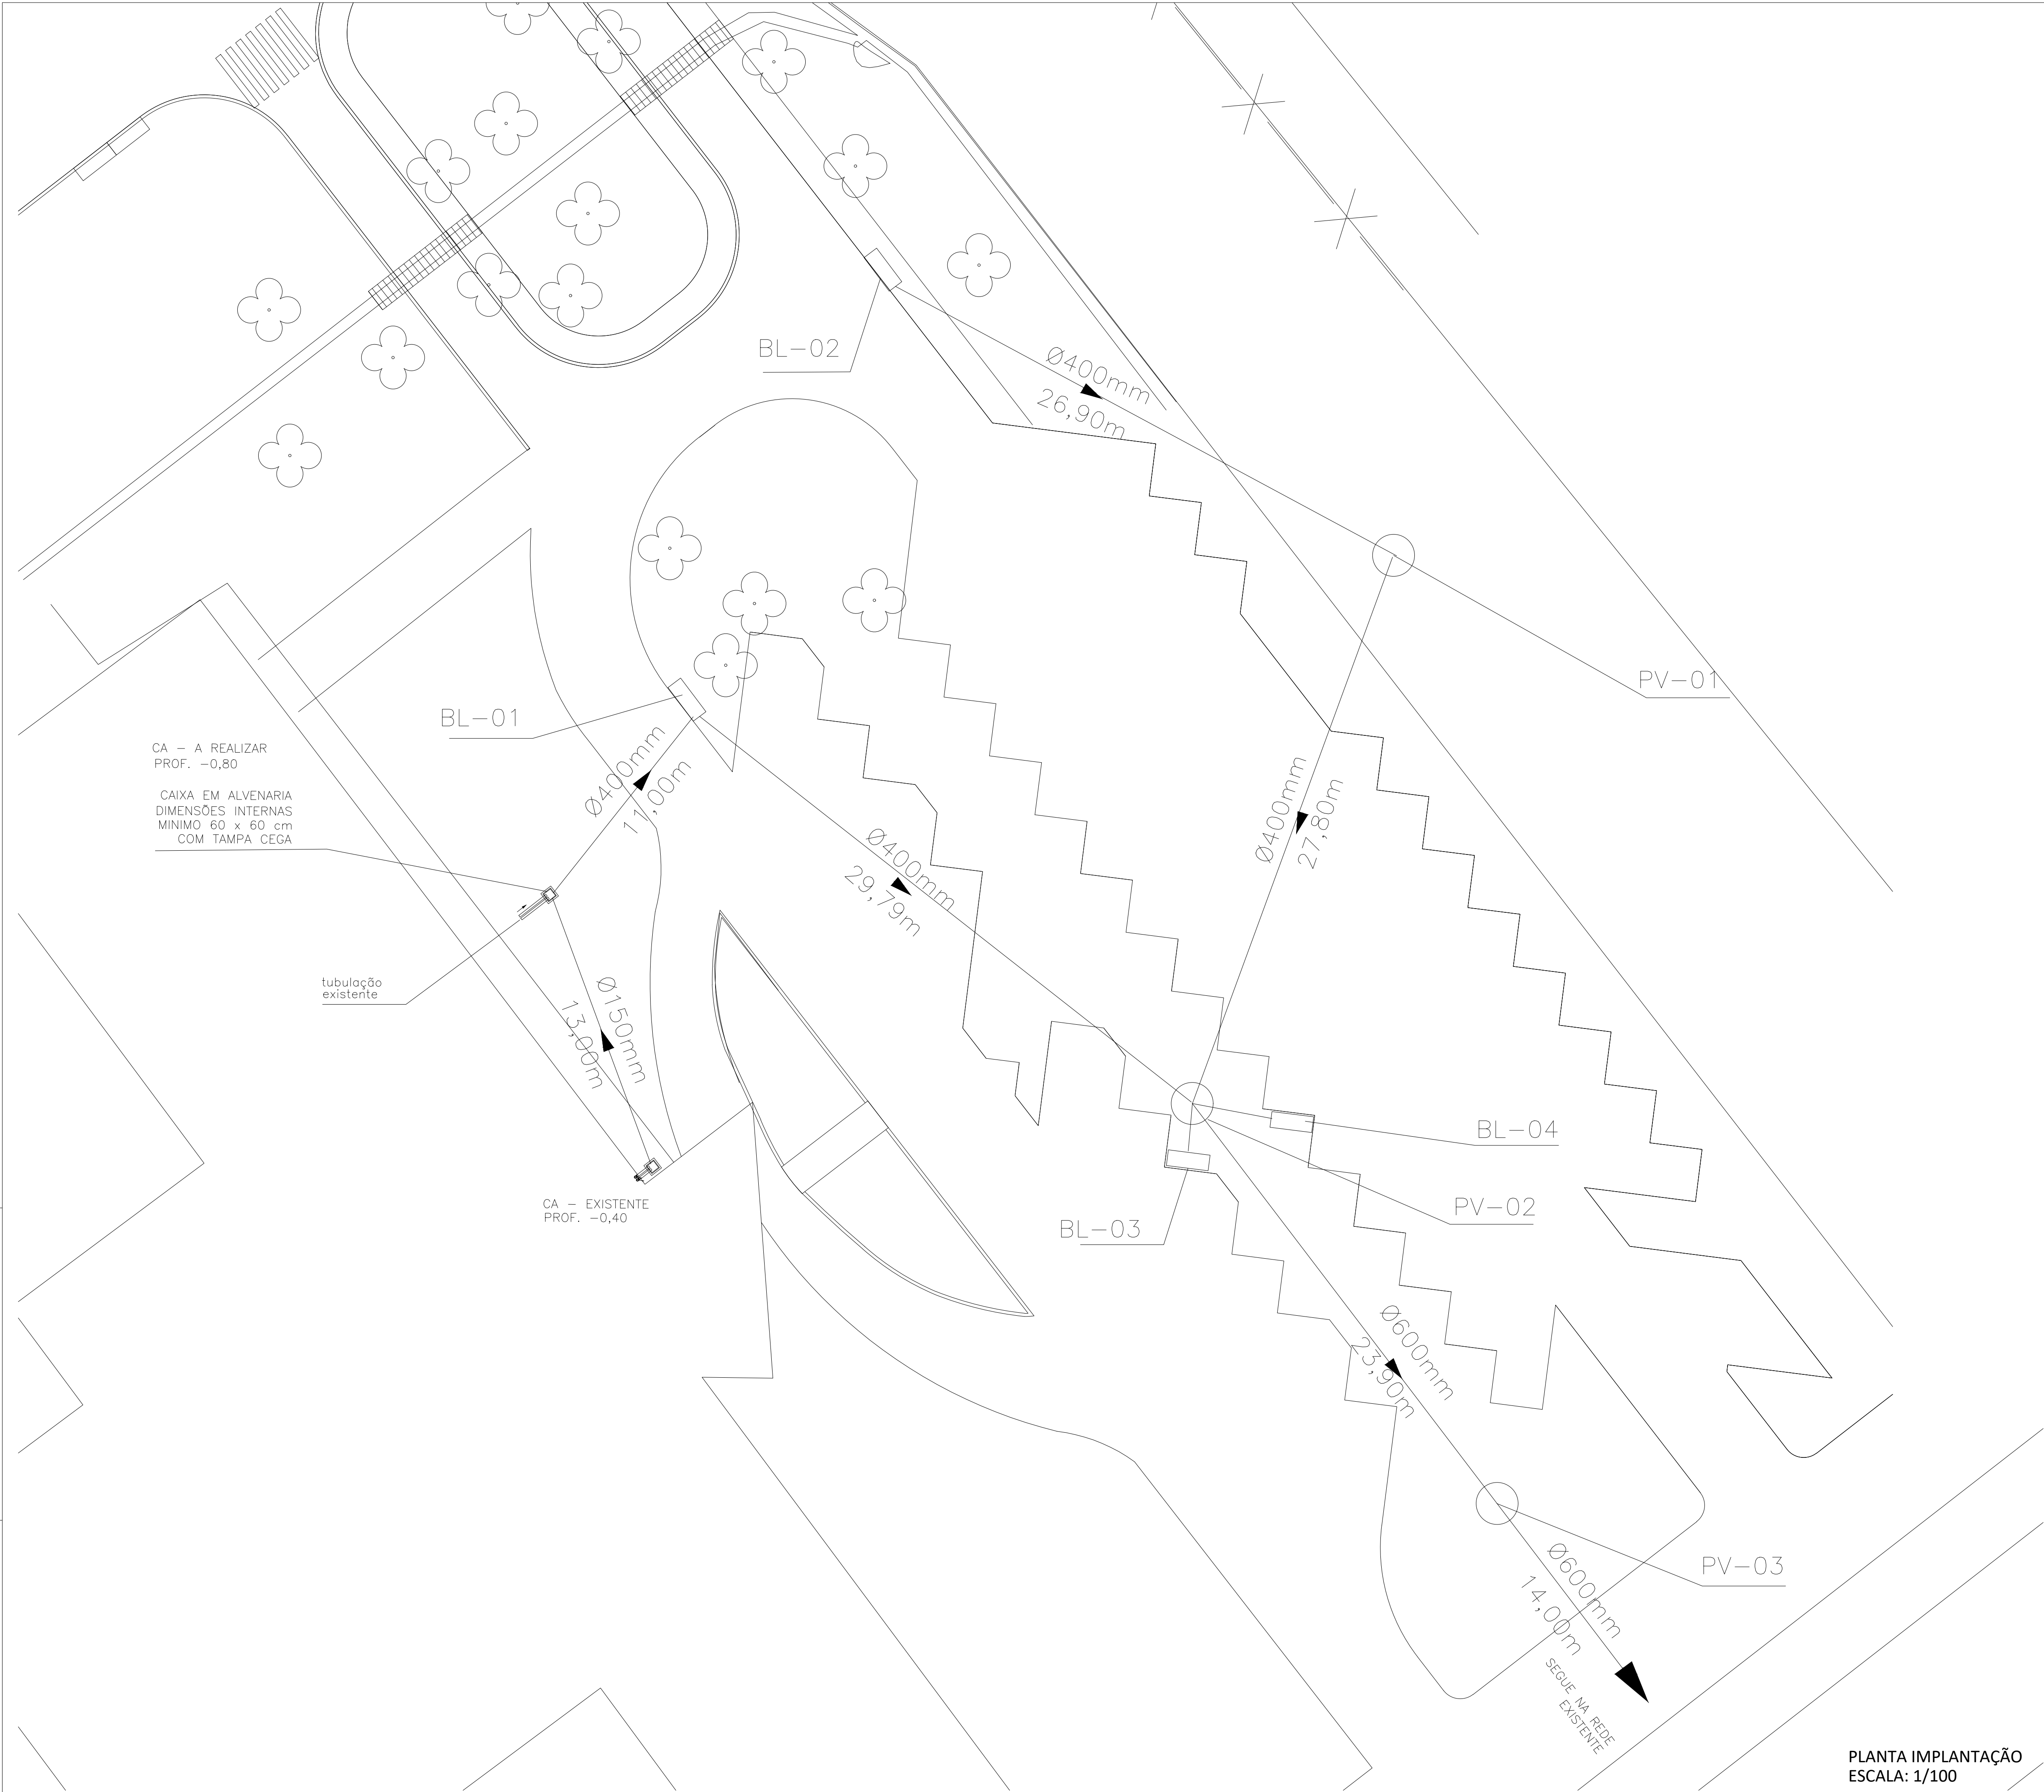 BL-02
Ø400mm
26,90m
PV-01
BL-01
CA - A REALIZAR
PROF. -0,80
CAIXA EM ALVENARIA
DIMENSÕES INTERNAS
MINIMO 60 x 60 cm
COM TAMPA CEGA
Ø400mm
11,00m
Ø400mm
29,79m
Ø400mm
27,80m
tubulação
existente
Ø150mm
13,00m
CA - EXISTENTE
PROF. -0,40
BL-04
PV-02
BL-03
Ø600mm
23,90m
PV-03
Ø600mm
14,00m
SEGUE NA REDE
EXISTENTE
PLANTA IMPLANTAÇÃO
ESCALA: 1/100